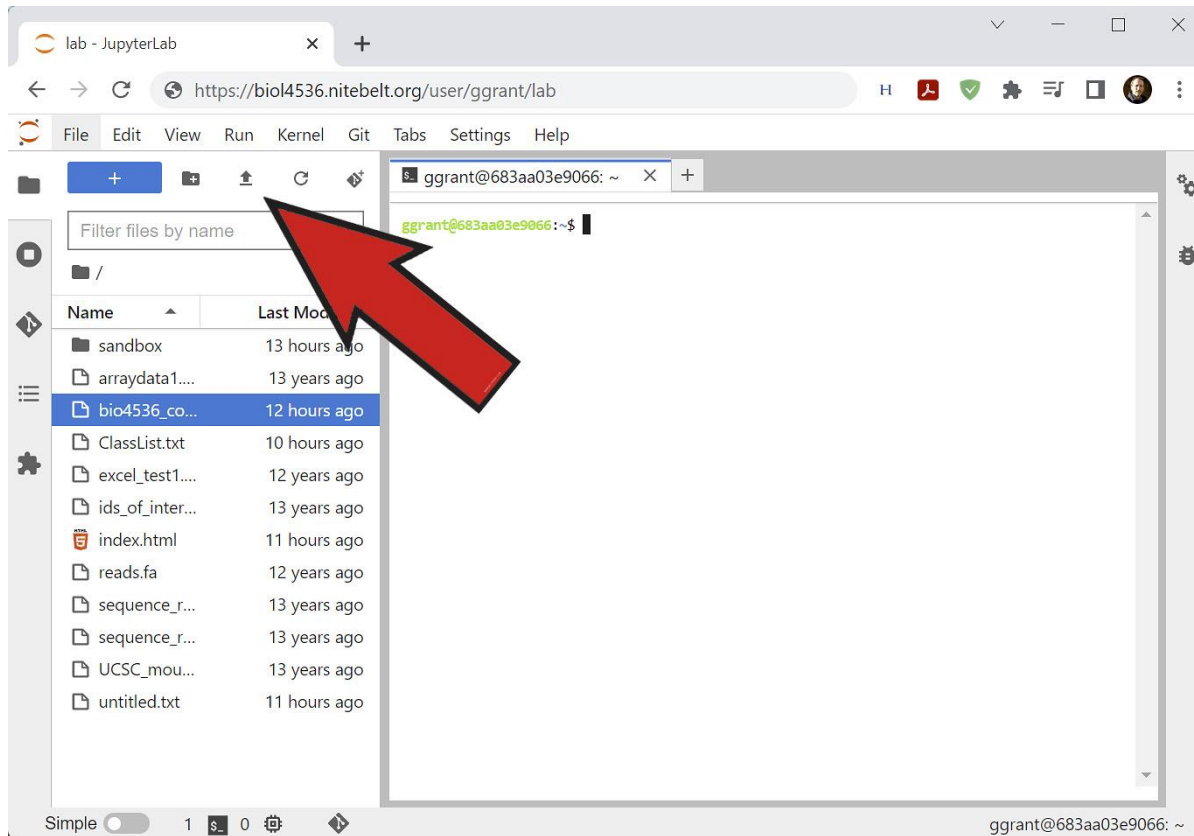 lab - JupyterLab
https://biol4536.nitebelt.org/user/ggrant/lab
H
File Edit View Run Kernel Git Tabs Settings Help
ggrant@683aa03e9066: ~
Filter files by name
/
ggrant@683aa03e9066:~$
Name Last Mod
sandbox 13 hours ago
arraydata1.... 13 years ago
bio4536_co... 12 hours ago
ClassList.txt 10 hours ago
excel_test1.... 12 years ago
ids_of_inter... 13 years ago
index.html 11 hours ago
reads.fa 12 years ago
sequence_r... 13 years ago
sequence_r... 13 years ago
UCSC_mou... 13 years ago
untitled.txt 11 hours ago
Simple 1 $_ 0 ggrant@683aa03e9066: ~